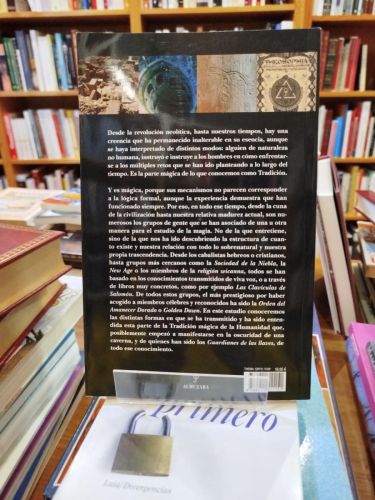 THEOSOPHIA
Desde la revolución neolítica, hasta nuestros tiempos, hay una
creencia que ha permanecido inalterable en su esencia, aunque
se haya interpretado de distintos modos: alguien de naturaleza
no humana, instruyó e instruye a los hombres en cómo enfrentar-
se a los múltiples retos que se han ido planteando a lo largo del
tiempo. Es la parte mágica de lo que conocemos como Tradición.
Y es mágica, porque sus mecanismos no parecen corresponder
a la lógica formal, aunque la experiencia demuestra que han
funcionado siempre. Por eso, en todo ese tiempo, desde la cuna
de la civilización hasta nuestra relativa madurez actual, son nu-
merosos los grupos de gente que se han asociado de una u otra
manera para el estudio de la magia. No de la que entretiene,
sino de la que nos ha ido descubriendo la estructura de cuan-
to existe y nuestra relación con todo lo sobrenatural y nuestra
propia trascendencia. Desde los cabalistas hebreos o cristianos,
hasta grupos más cercanos como la Sociedad de la Niebla, la
New Age o los miembros de la religión wiccana, todos se han
basado en los conocimientos transmitidos de viva voz, o a través
de libros muy concretos, como por ejemplo Las Clavículas de
Salomón. De todos estos grupos, el más prestigioso por haber
acogido a miembros célebres y reconocidos ha sido la Orden del
Amanecer Dorado o Golden Dawn. En este estudio conoceremos
las distintas formas en que se ha transmitido y ha sido enten-
dida esta parte de la Tradición mágica de la Humanidad que,
posiblemente empezó a manifestarse en la oscuridad de una
caverna, y de quienes han sido los Guardianes de las llaves, de
todo ese conocimiento.
ALMUZARA
primero
Luia/Divergencias